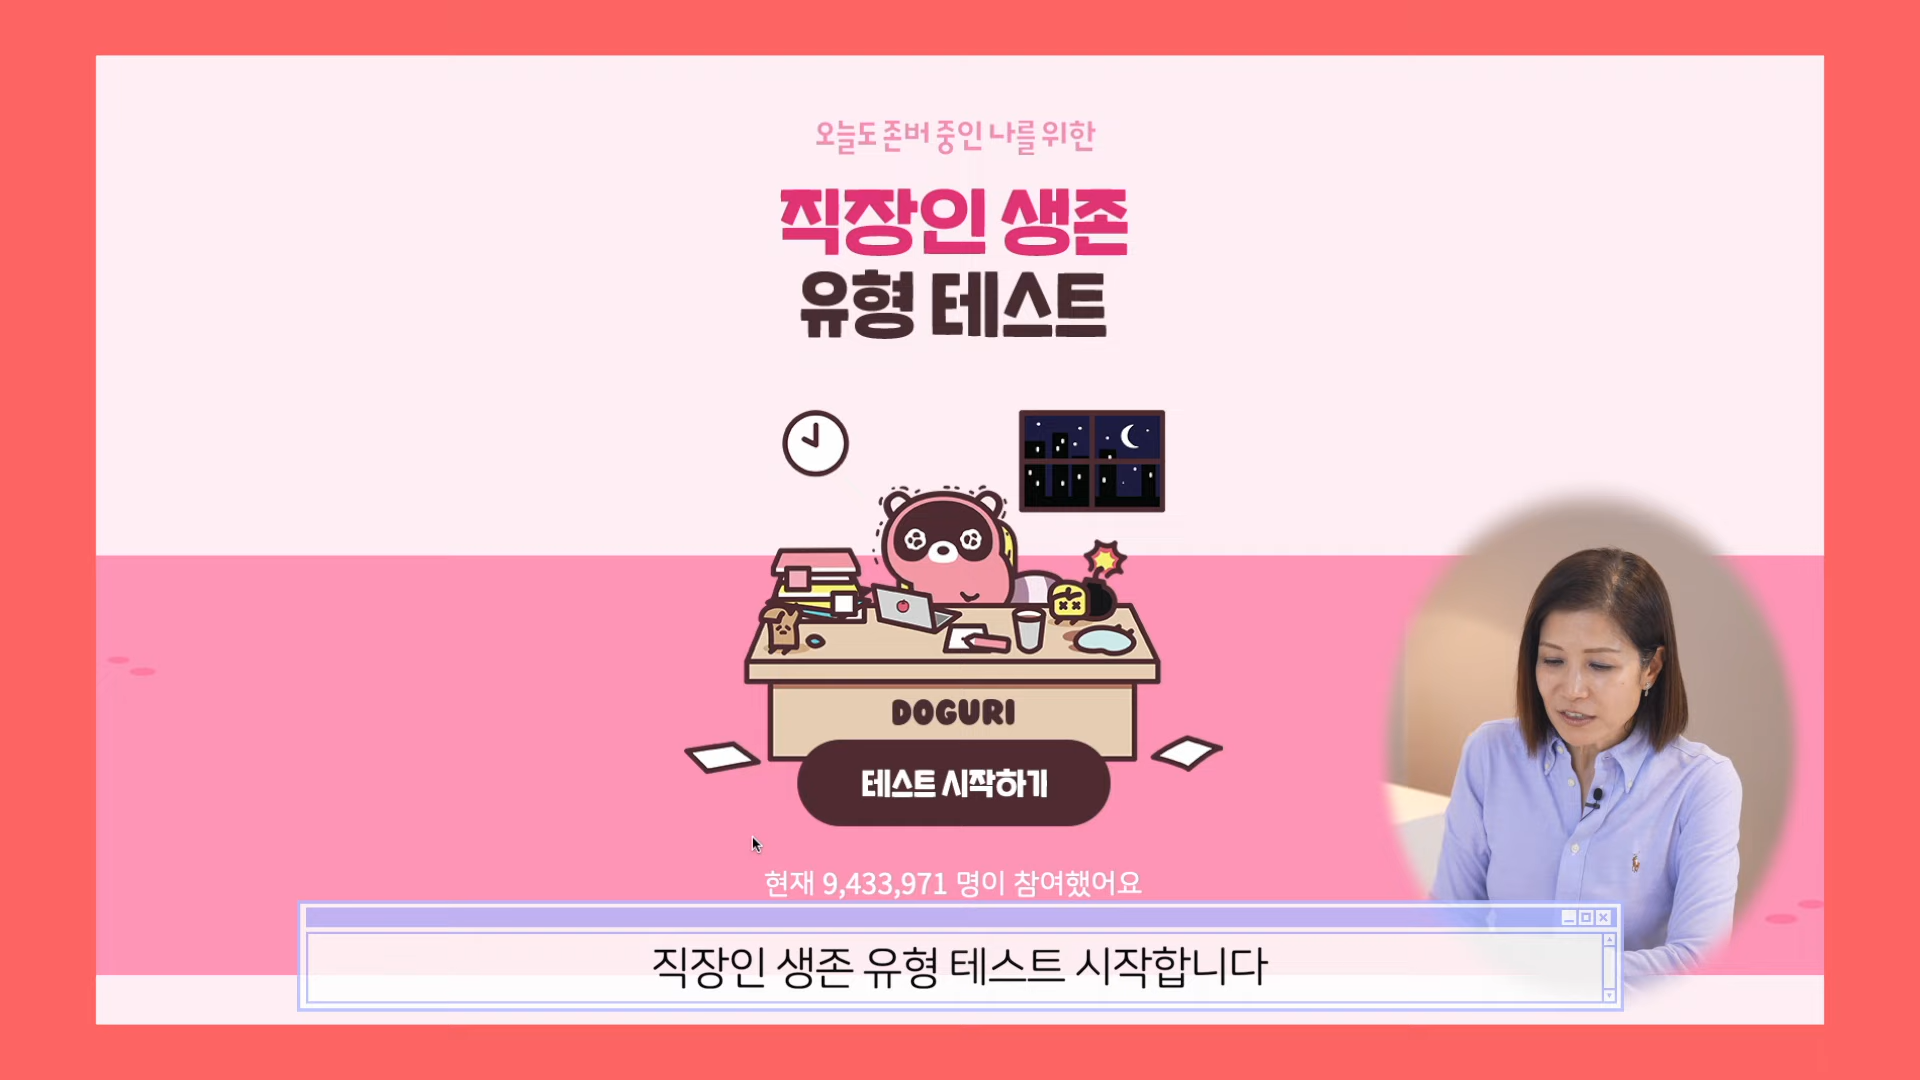 오늘도 존버 중인 나를 위한
직장인 생존
유형 테스트
DOGURI
테스트 시작하기
현재 9,433,971 명이 참여했어요
직장인 생존 유형 테스트 시작합니다